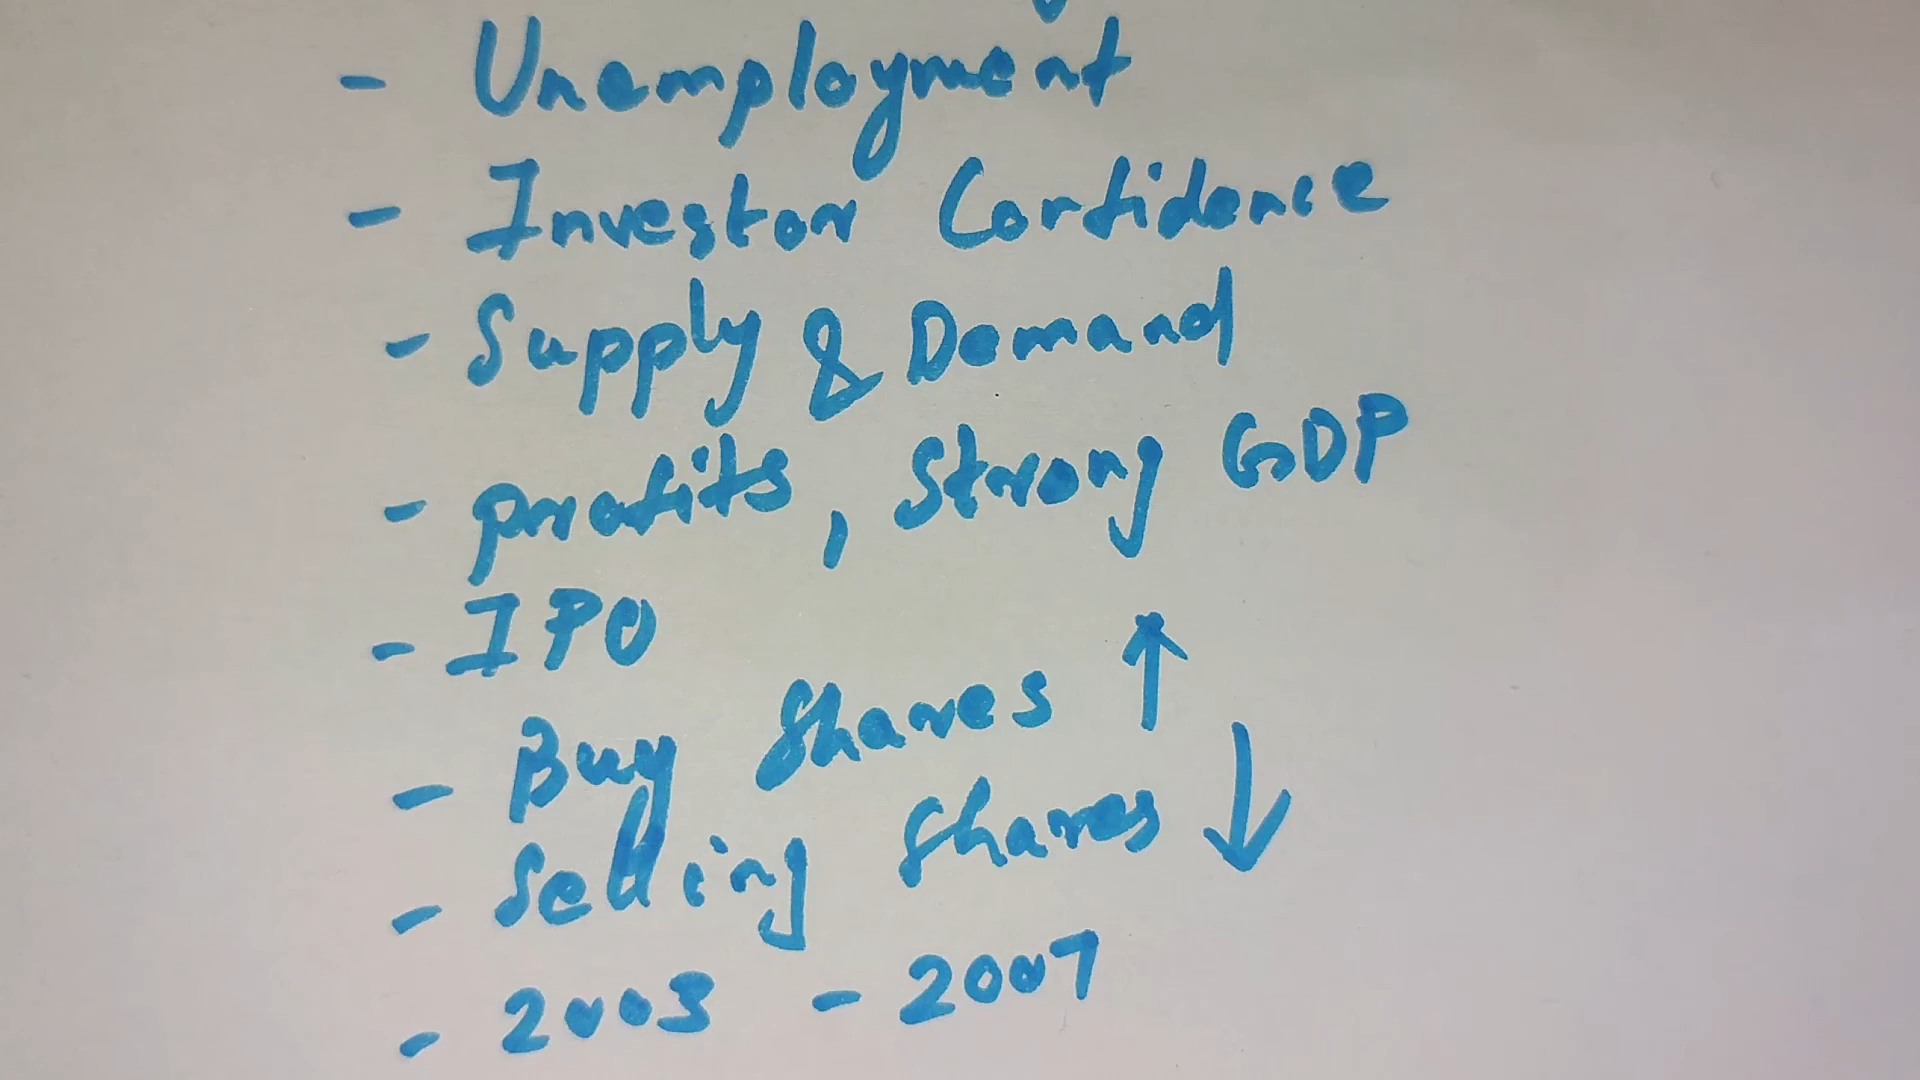 - Unemployment
- Investor Confidence
- Supply & Demand
- profits, Strong GDP
- IPO
- Buy Shares ↑
- Selling Shares ↓
- 2003 - 2007